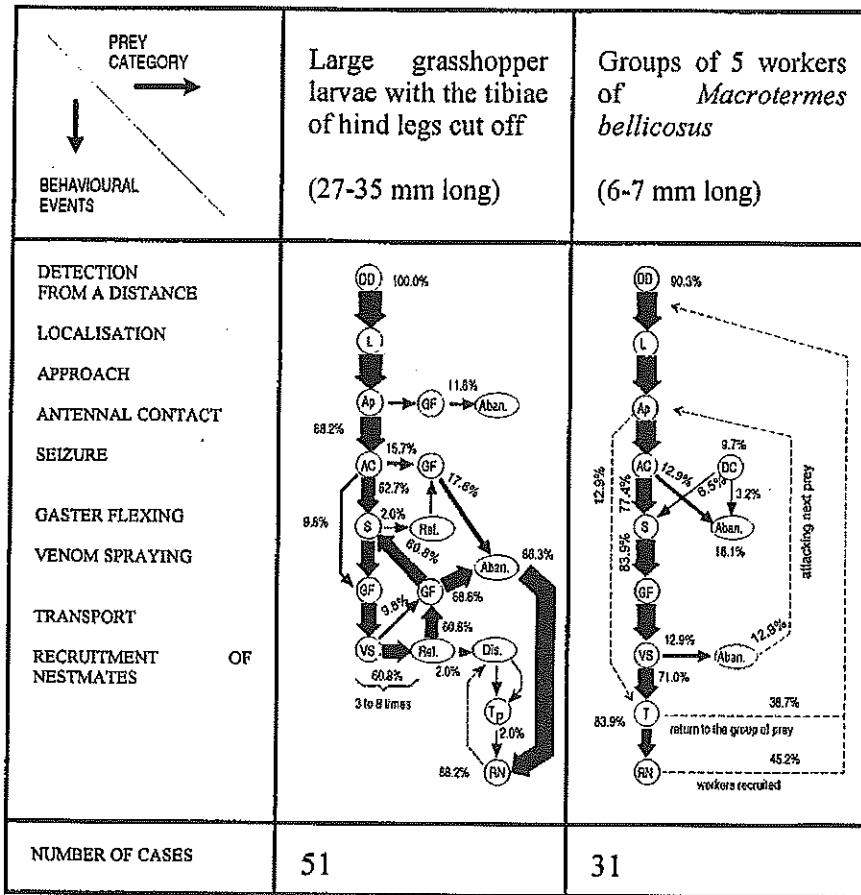 PREY
CATEGORY
BEHAVIOURAL
EVENTS
Large grasshopper
larvae with the tibiae
of hind legs cut off
(27-35 mm long)
Groups of 5 workers
of Macrotermes
bellicosus
(6-7 mm long)
DETECTION
FROM A DISTANCE
LOCALISATION
APPROACH
ANTENNAL CONTACT
SEIZURE
GASTER FLEXING
VENOM SPRAYING
TRANSPORT
RECRUITMENT OF
NESTMATES
DD 100.0%
L
11.8%
Ap GF Aban.
88.2%
15.7%
AC GF
17.6%
62.7%
9.8%
2.0%
S Rel.
60.8%
Aban. 88.3%
GF GF
68.6%
9.8%
60.8%
VS Rel. Dis.
60.8% 2.0%
3 to 8 times
Tp
2.0%
88.2% RN
DD 90.3%
L
Ap
9.7%
AC 12.9% DC
12.9%
77.4%
6.5%
3.2%
S Aban.
16.1%
83.9%
GF
attacking next prey
12.9%
VS Aban. 12.9%
71.0%
T 38.7%
83.9%
return to the group of prey
45.2%
RN
workers recruited
NUMBER OF CASES
51
31